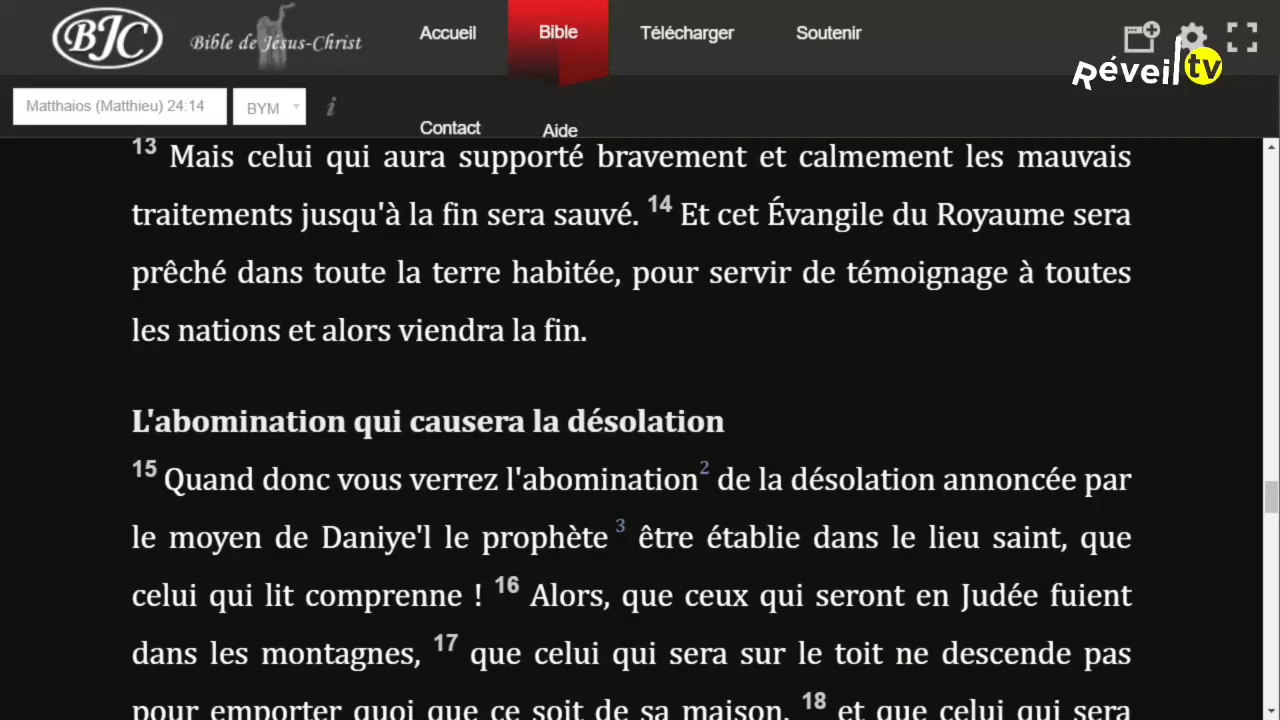 BJC Bible de Jésus-Christ Accueil Bible Télécharger Soutenir
Réveil tv
Matthaios (Matthieu) 24:14 BYM i
Contact Aide
13 Mais celui qui aura supporté bravement et calmement les mauvais
traitements jusqu'à la fin sera sauvé. 14 Et cet Évangile du Royaume sera
prêché dans toute la terre habitée, pour servir de témoignage à toutes
les nations et alors viendra la fin.
L'abomination qui causera la désolation
15 Quand donc vous verrez l'abomination2 de la désolation annoncée par
le moyen de Daniye'l le prophète 3 être établie dans le lieu saint, que
celui qui lit comprenne ! 16 Alors, que ceux qui seront en Judée fuient
dans les montagnes, 17 que celui qui sera sur le toit ne descende pas
pour emporter quoi que ce soit de sa maison, 18 et que celui qui sera